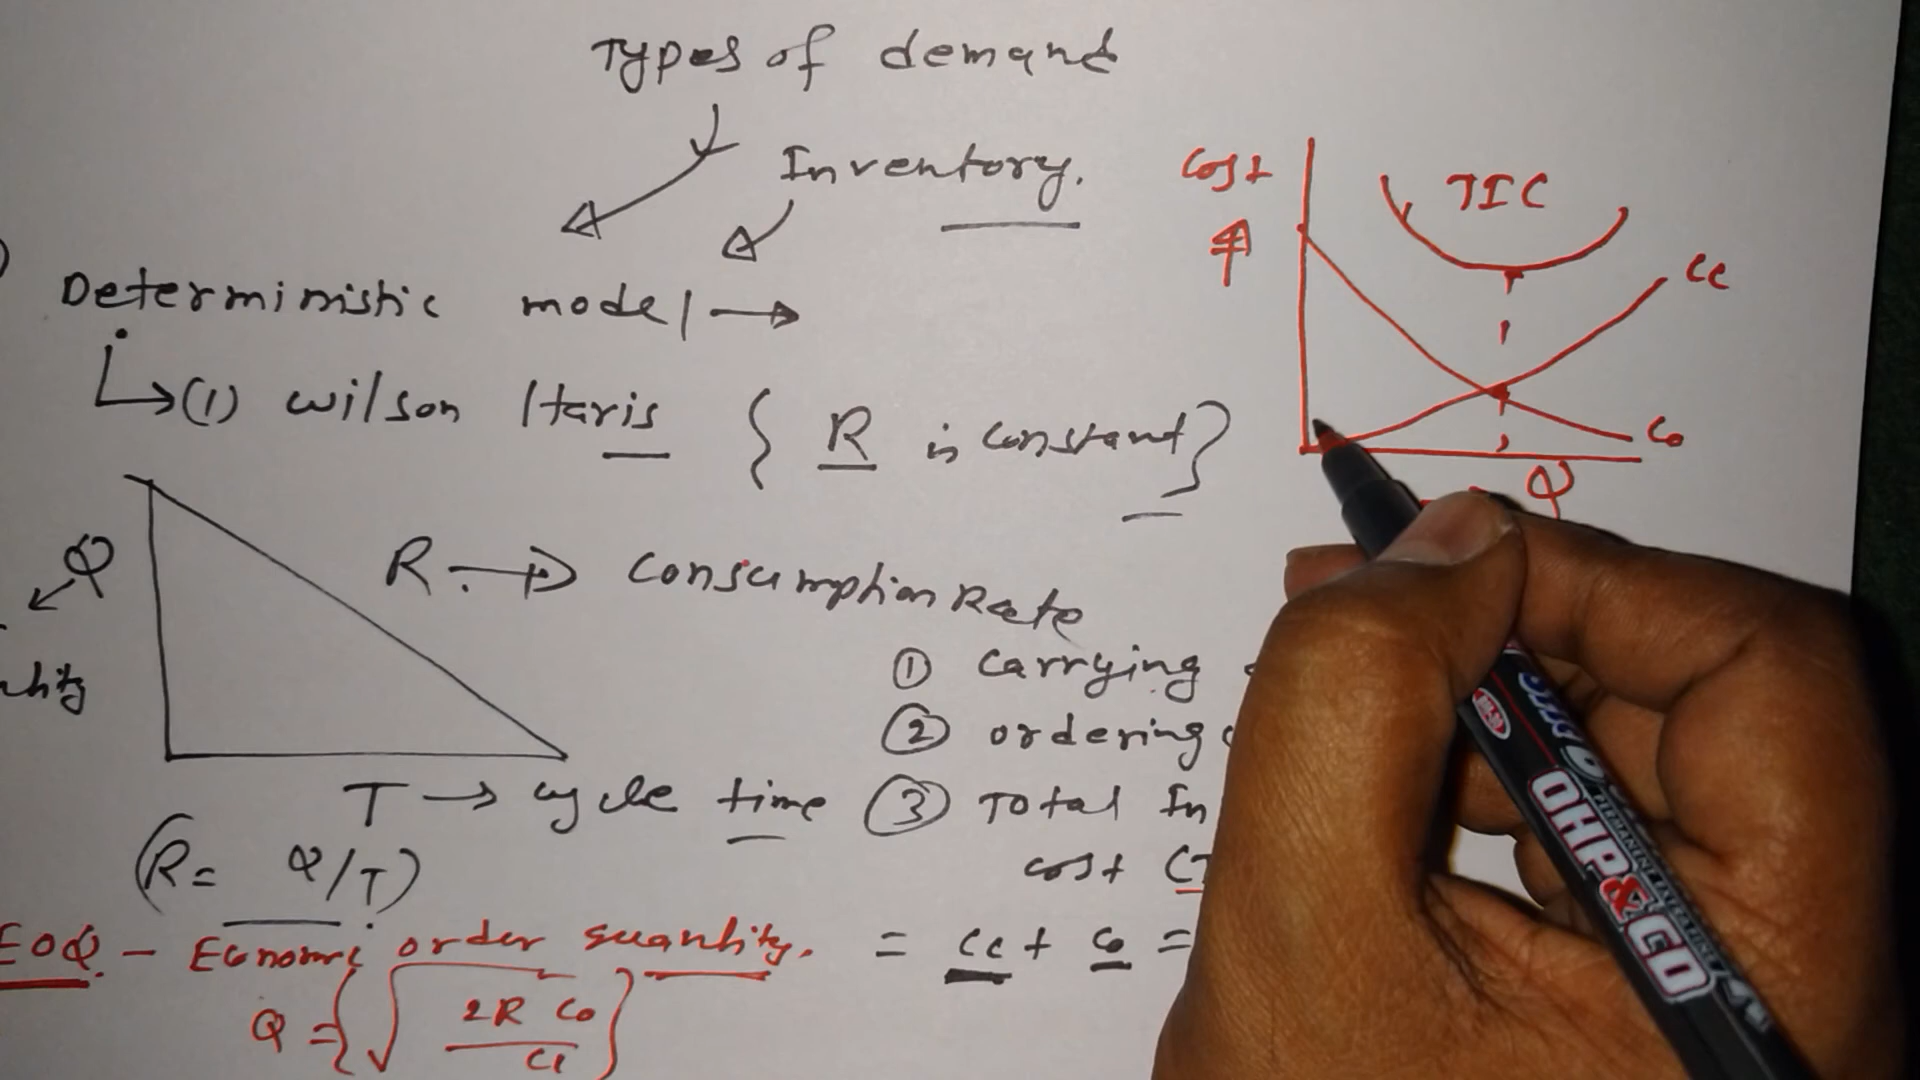 Types of demand
Inventory.
Deterministic model
(1) wilson Haris { R is constant }
Q
R → Consumption Rate
T → cycle time
(R = Q/T)
① carrying
② ordering
③ Total In
cost
= Cc + Co =
EOQ - Economic order quantity.
Q = {√ 2R Co
Cc }
Cost
TIC
Cc
Co
Q
OHP&CD